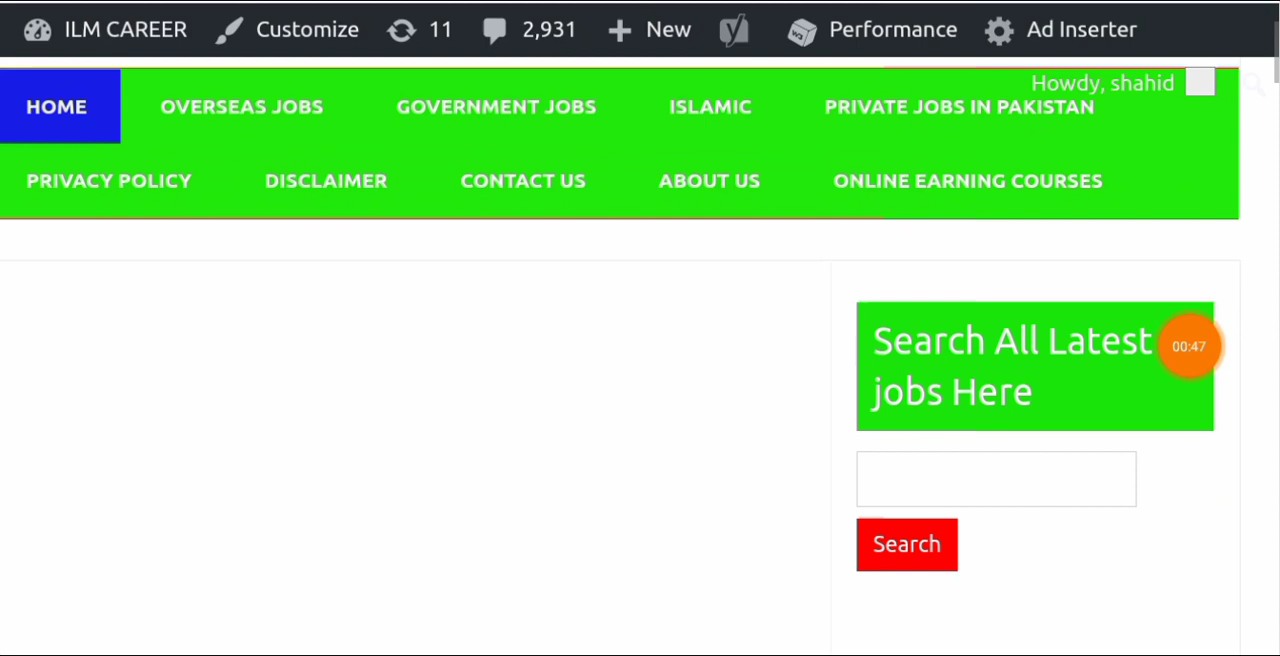 ILM CAREER Customize 11 2,931 New Performance Ad Inserter
Howdy, shahid
HOME OVERSEAS JOBS GOVERNMENT JOBS ISLAMIC PRIVATE JOBS IN PAKISTAN
PRIVACY POLICY DISCLAIMER CONTACT US ABOUT US ONLINE EARNING COURSES
Search All Latest
jobs Here
00:47
Search